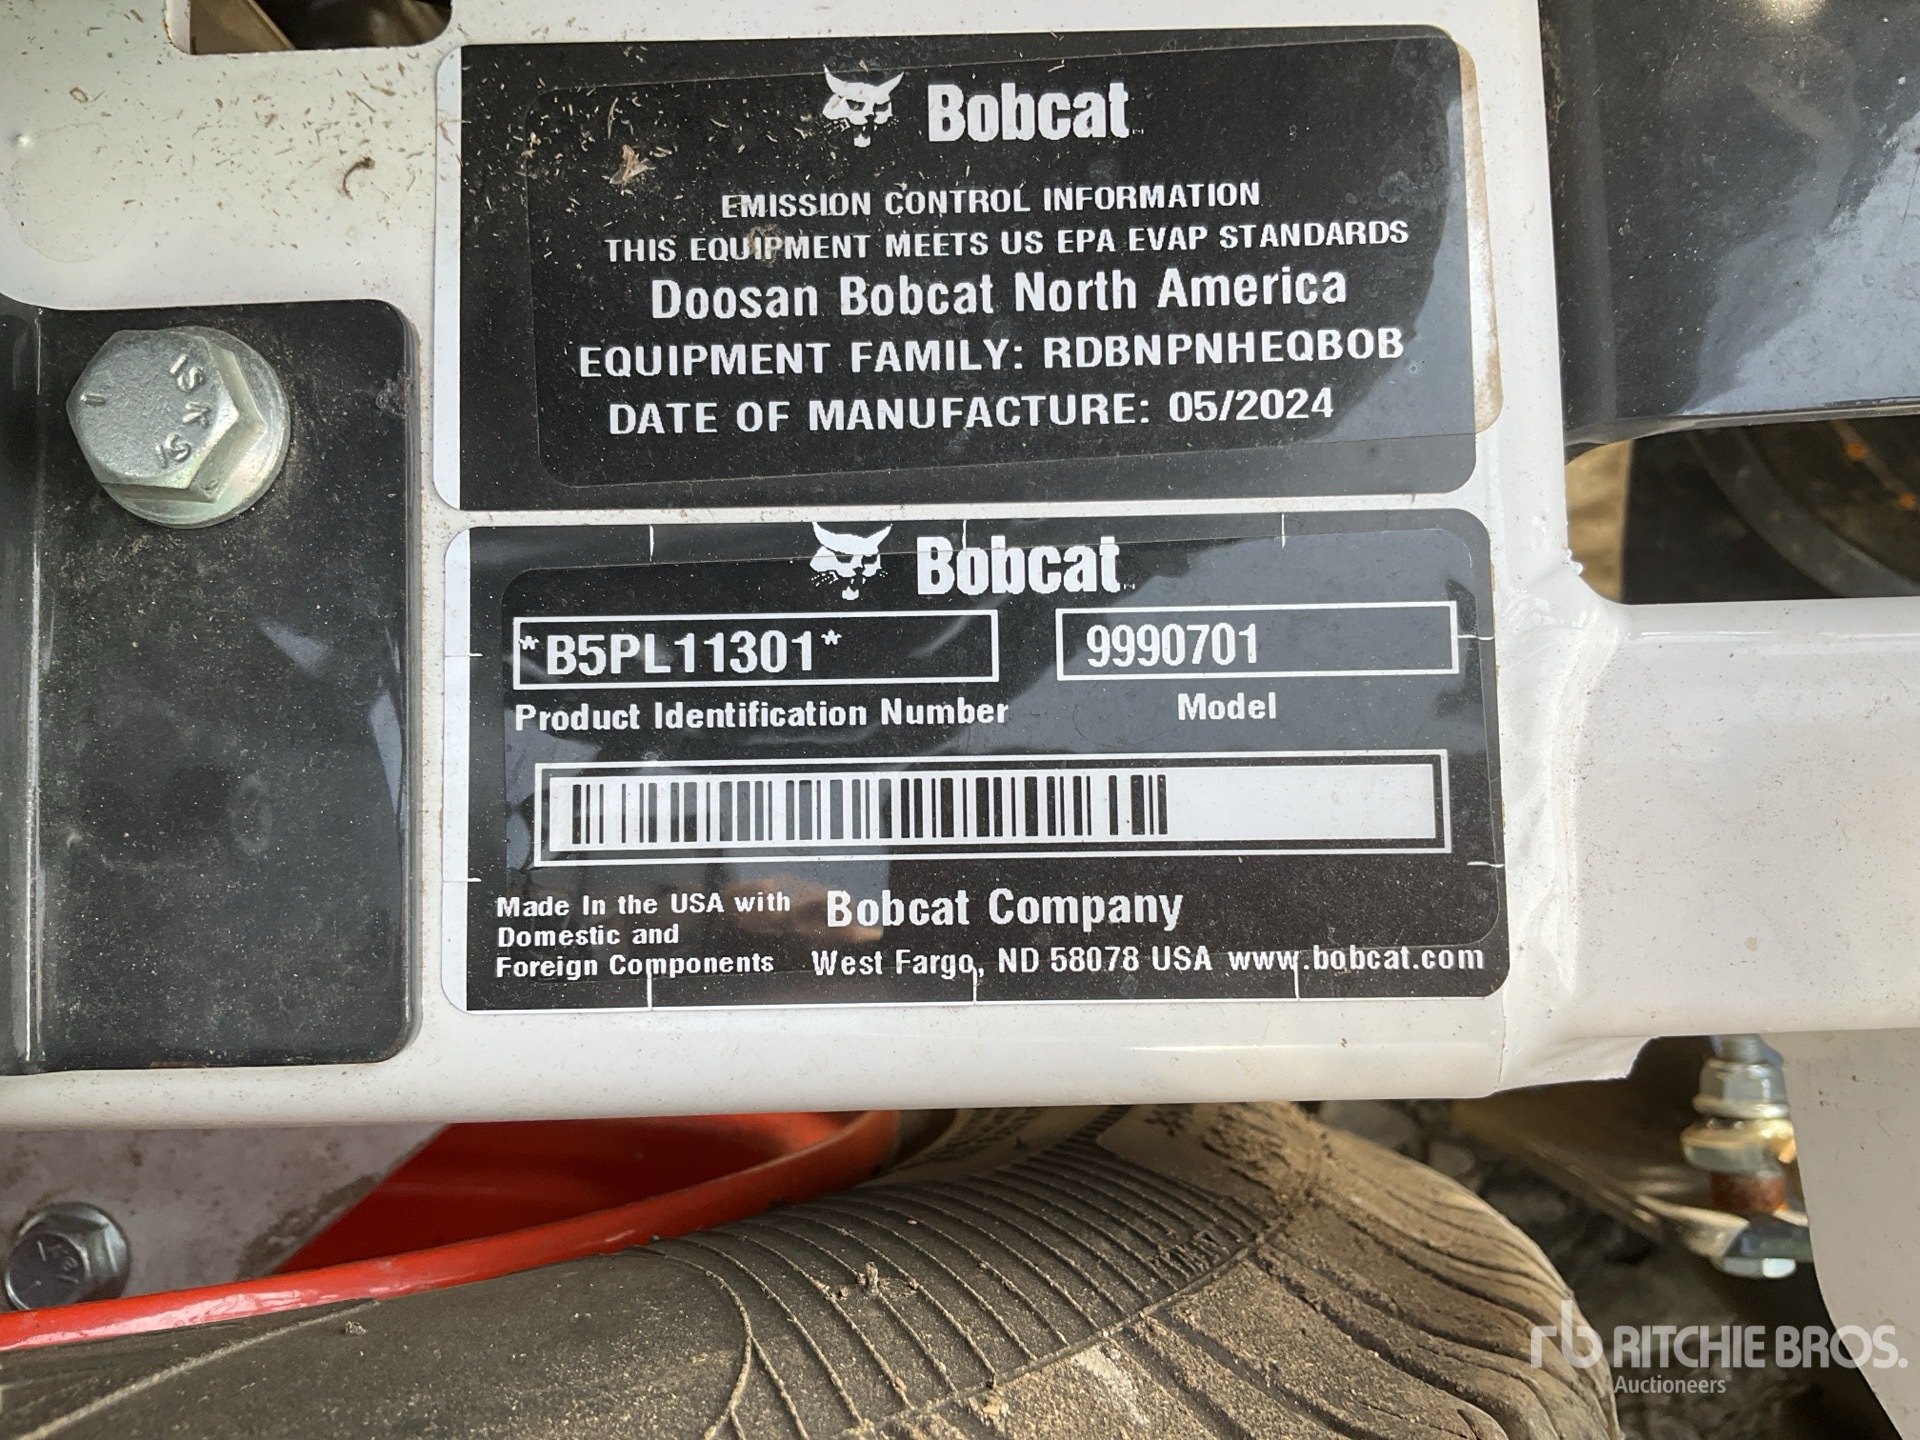 Bobcat
EMISSION CONTROL INFORMATION
THIS EQUIPMENT MEETS US EPA EVAP STANDARDS
Doosan Bobcat North America
EQUIPMENT FAMILY: RDBNPNHEQBOB
DATE OF MANUFACTURE: 05/2024
Bobcat
*B5PL11301*
9990701
Product Identification Number
Model
Made In the USA with
Domestic and
Foreign Components
Bobcat Company
West Fargo, ND 58078 USA www.bobcat.com
rb RITCHIE BROS.
Auctioneers